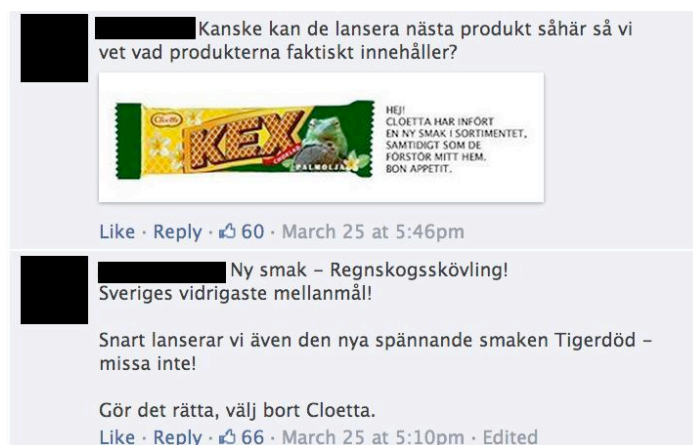 Kanske kan de lansera nästa produkt såhär så vi
vet vad produkterna faktiskt innehåller?
Cloetta
KEX
CHOKLAD
PALMOLJA
HEJ!
CLOETTA HAR INFÖRT
EN NY SMAK I SORTIMENTET,
SAMTIDIGT SOM DE
FÖRSTÖR MITT HEM.
BON APPETIT.
Like · Reply · 60 · March 25 at 5:46pm
Ny smak – Regnskogsskövling!
Sveriges vidrigaste mellanmål!
Snart lanserar vi även den nya spännande smaken Tigerdöd –
missa inte!
Gör det rätta, välj bort Cloetta.
Like · Reply · 66 · March 25 at 5:10pm · Edited